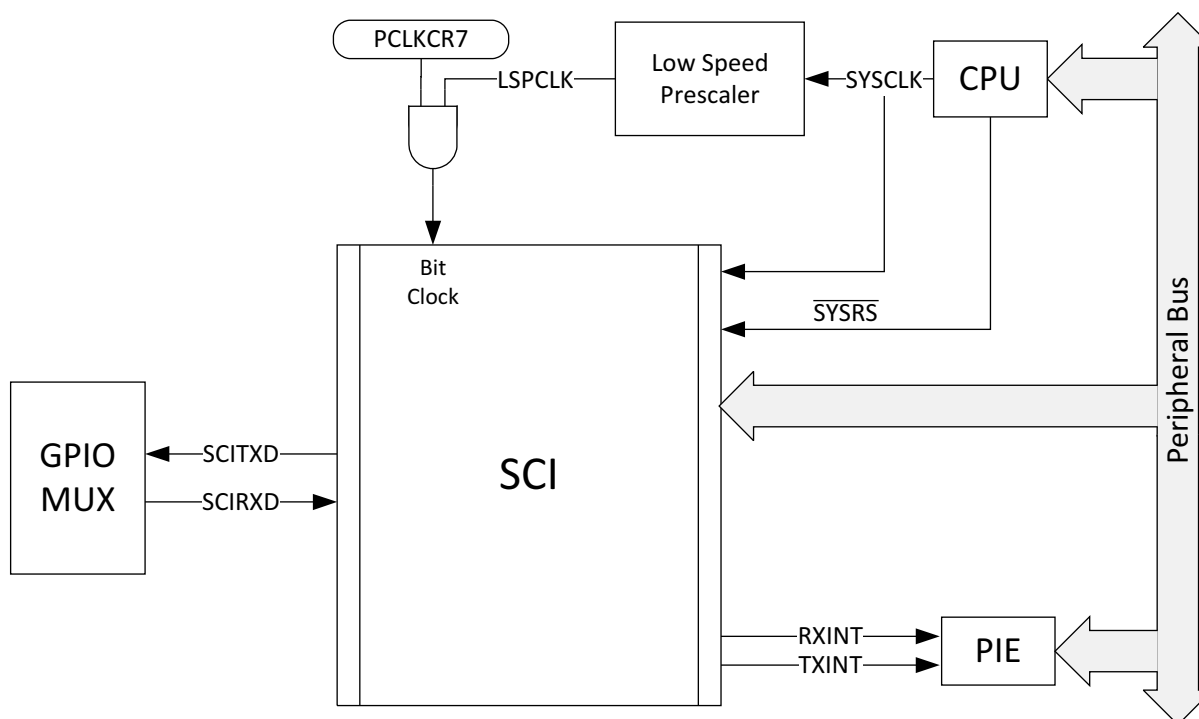 PCLKCR7
LSPCLK
Low Speed
Prescaler
SYSCLK
CPU
Bit
Clock
SYSRS
Peripheral Bus
GPIO
MUX
SCITXD
SCIRXD
SCI
RXINT
TXINT
PIE